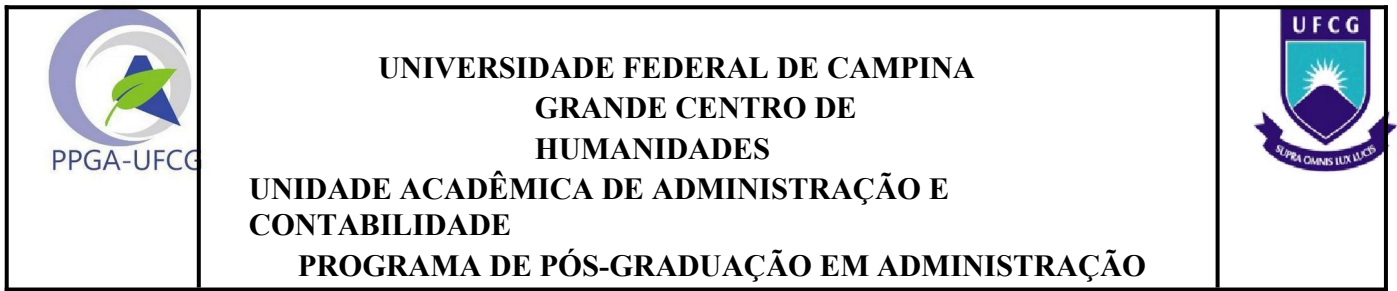 PPGA-UFCG
UNIVERSIDADE FEDERAL DE CAMPINA
GRANDE CENTRO DE
HUMANIDADES
UNIDADE ACADÊMICA DE ADMINISTRAÇÃO E
CONTABILIDADE
PROGRAMA DE PÓS-GRADUAÇÃO EM ADMINISTRAÇÃO
UFCG
SUPRA OMNIS LUX LUCIS